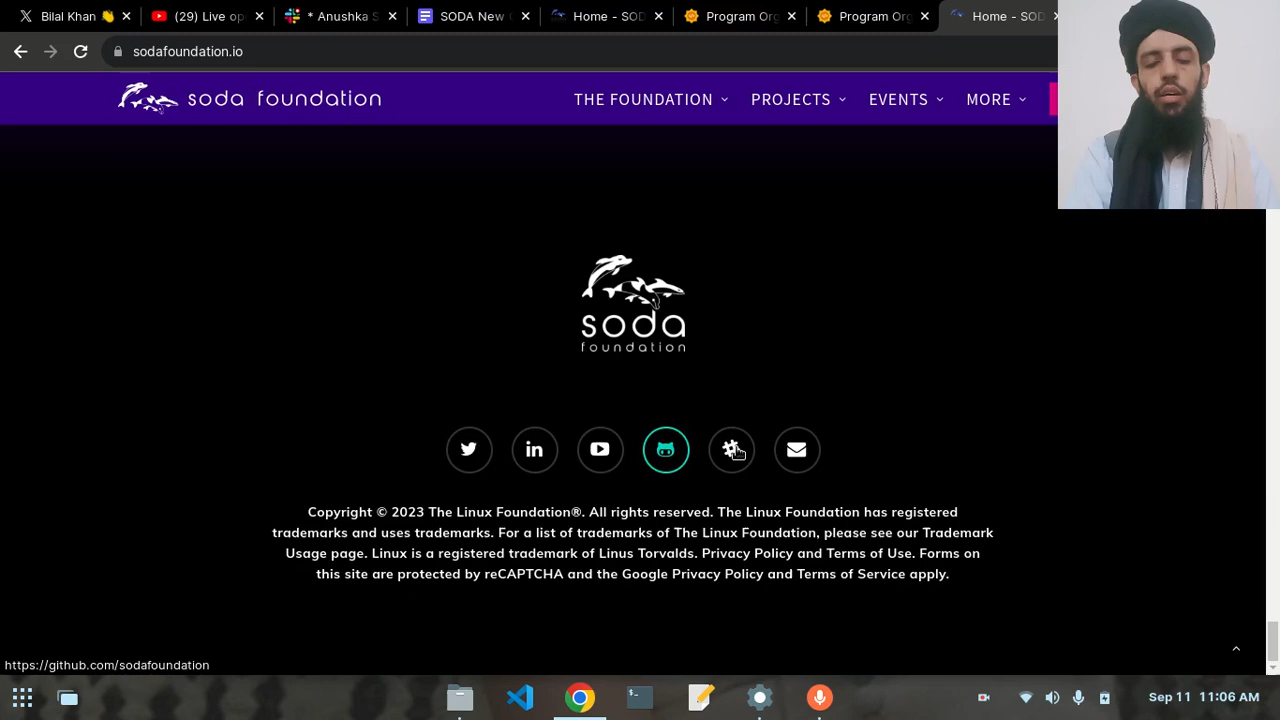 Bilal Khan 👋
(29) Live op
* Anushka S
SODA New
Home - SOD
Program Org
Program Org
Home - SOD
sodafoundation.io
soda foundation
THE FOUNDATION
PROJECTS
EVENTS
MORE
soda
foundation
Copyright © 2023 The Linux Foundation®. All rights reserved. The Linux Foundation has registered
trademarks and uses trademarks. For a list of trademarks of The Linux Foundation, please see our Trademark
Usage page. Linux is a registered trademark of Linus Torvalds. Privacy Policy and Terms of Use. Forms on
this site are protected by reCAPTCHA and the Google Privacy Policy and Terms of Service apply.
https://github.com/sodafoundation
Sep 11 11:06 AM